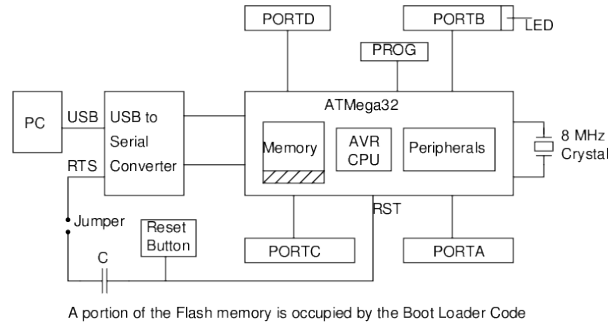 PORTD
PORTB
LED
PROG
ATMega32
PC
USB
USB to
Serial
Converter
RTS
Memory
AVR
CPU
Peripherals
8 MHz
Crystal
RST
Jumper
Reset
Button
C
PORTC
PORTA
A portion of the Flash memory is occupied by the Boot Loader Code